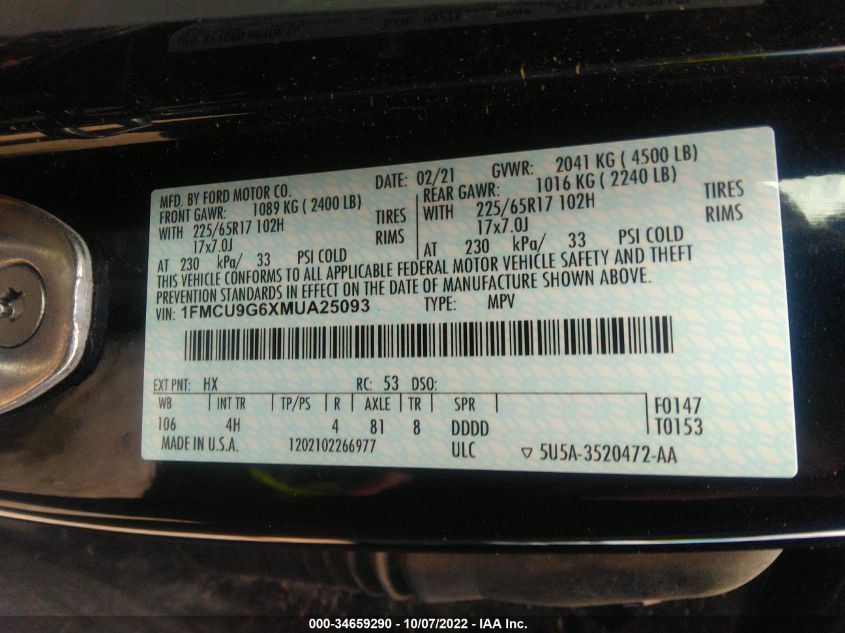 MFD. BY FORD MOTOR CO.
DATE: 02/21 GVWR: 2041 KG ( 4500 LB)
FRONT GAWR: 1089 KG ( 2400 LB) REAR GAWR: 1016 KG ( 2240 LB)
WITH 225/65R17 102H TIRES WITH 225/65R17 102H TIRES
17x7.0J RIMS 17x7.0J RIMS
AT 230 kPa/ 33 PSI COLD AT 230 kPa/ 33 PSI COLD
THIS VEHICLE CONFORMS TO ALL APPLICABLE FEDERAL MOTOR VEHICLE SAFETY AND THEFT
PREVENTION STANDARDS IN EFFECT ON THE DATE OF MANUFACTURE SHOWN ABOVE.
VIN: 1FMCU9G6XMUA25093 TYPE: MPV
EXT PNT: HX RC: 53 DSO:
WB INT TR TP/PS R AXLE TR SPR F0147
106 4H 4 81 8 DDDD T0153
MADE IN U.S.A. 1202102266977 ULC ▽ 5U5A-3520472-AA
000-34659290 - 10/07/2022 - IAA Inc.